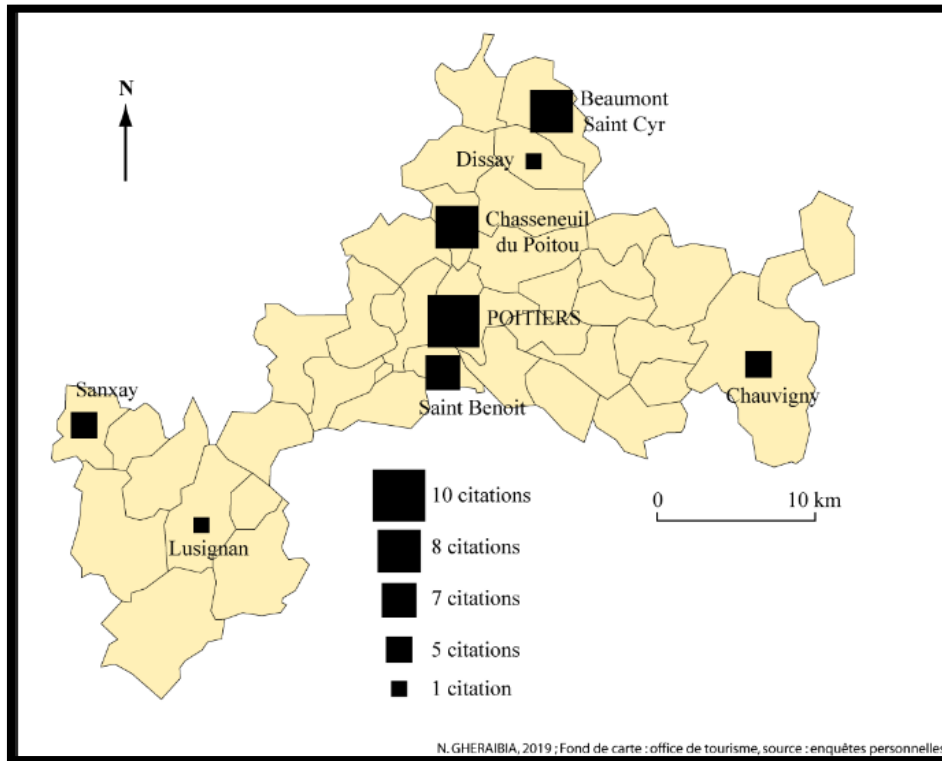 N
Beaumont
Saint Cyr
Dissay
Chasseneuil
du Poitou
POITIERS
Sanxay
Saint Benoit
Chauvigny
Lusignan
10 citations
8 citations
7 citations
5 citations
1 citation
0 10 km
N. GHERAIBIA, 2019 ; Fond de carte : office de tourisme, source : enquêtes personnelles